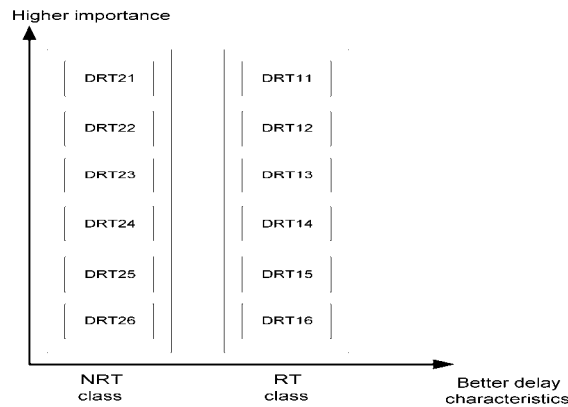 Higher importance
DRT21 DRT11
DRT22 DRT12
DRT23 DRT13
DRT24 DRT14
DRT25 DRT15
DRT26 DRT16
NRT class
RT class
Better delay
characteristics